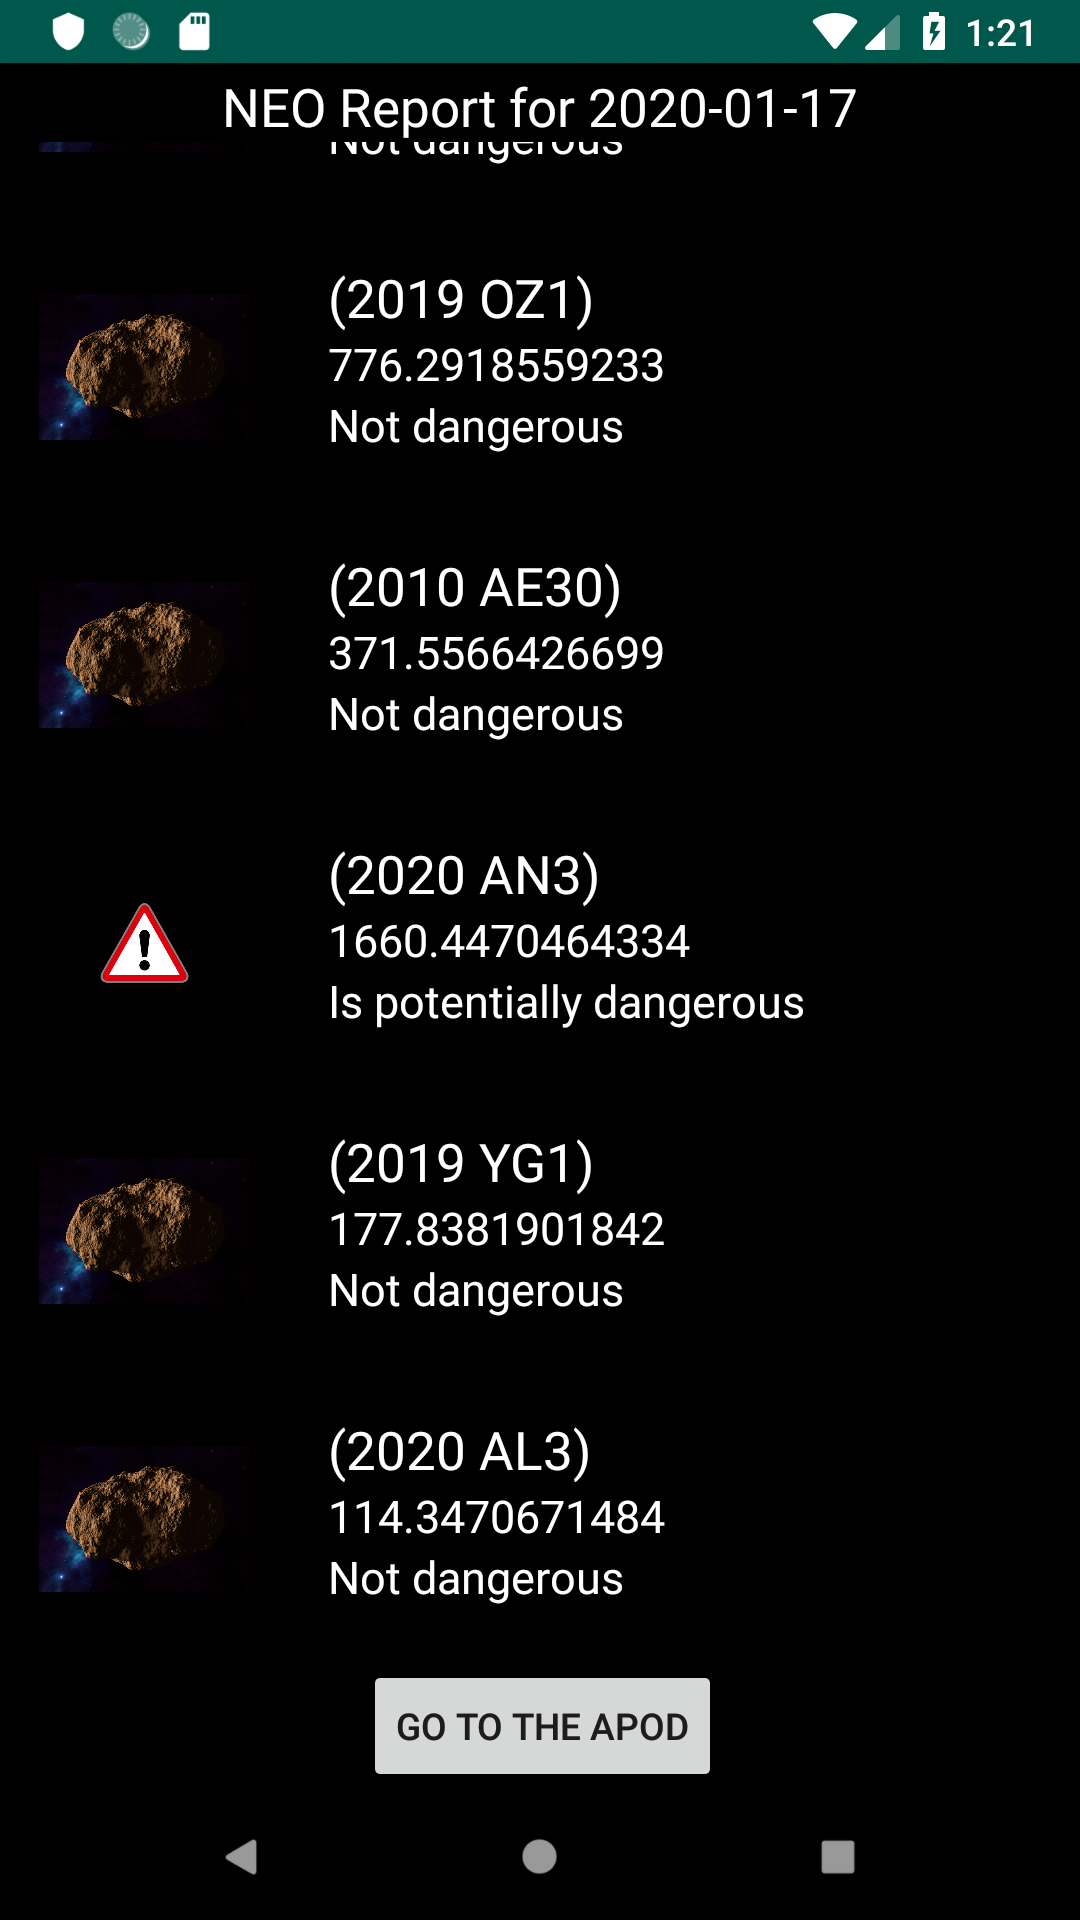 1:21
NEO Report for 2020-01-17
Not dangerous
(2019 OZ1)
776.2918559233
Not dangerous
(2010 AE30)
371.5566426699
Not dangerous
(2020 AN3)
1660.4470464334
Is potentially dangerous
(2019 YG1)
177.8381901842
Not dangerous
(2020 AL3)
114.3470671484
Not dangerous
GO TO THE APOD